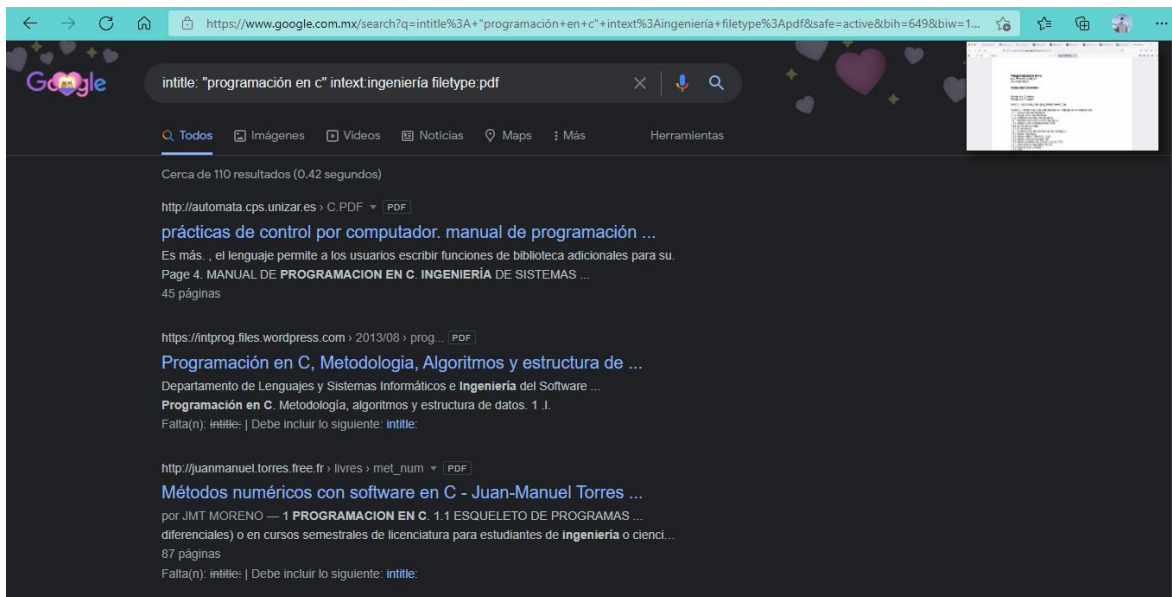 https://www.google.com.mx/search?q=intitle%3A+"programación+en+c"+intext%3Aingeniería+filetype%3Apdf&safe=active&bih=649&biw=1...
Google
intitle: "programación en c" intext:ingeniería filetype:pdf
Todos Imágenes Videos Noticias Maps Más Herramientas
Cerca de 110 resultados (0.42 segundos)
http://automata.cps.unizar.es › C.PDF PDF
prácticas de control por computador. manual de programación ...
Es más. , el lenguaje permite a los usuarios escribir funciones de biblioteca adicionales para su.
Page 4. MANUAL DE PROGRAMACION EN C. INGENIERÍA DE SISTEMAS ...
45 páginas
https://intprog.files.wordpress.com › 2013/08 › prog... PDF
Programación en C, Metodologia, Algoritmos y estructura de ...
Departamento de Lenguajes y Sistemas Informáticos e Ingeniería del Software ...
Programación en C. Metodología, algoritmos y estructura de datos. 1 .I.
Falta(n): intitle: | Debe incluir lo siguiente: intitle:
http://juanmanuel.torres.free.fr › livres › met_num PDF
Métodos numéricos con software en C - Juan-Manuel Torres ...
por JMT MORENO — 1 PROGRAMACION EN C. 1.1 ESQUELETO DE PROGRAMAS ...
diferenciales) o en cursos semestrales de licenciatura para estudiantes de ingeniería o cienci...
87 páginas
Falta(n): intitle: | Debe incluir lo siguiente: intitle: